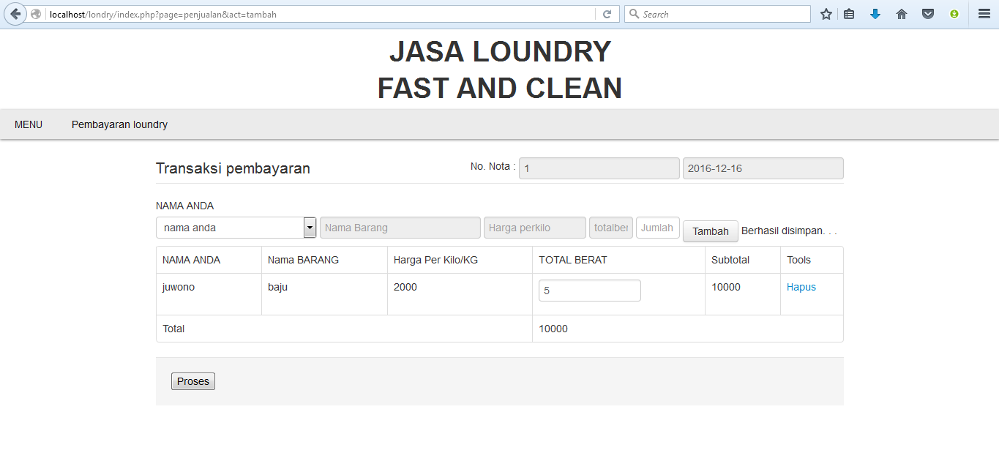 localhost/londry/index.php?page=penjualan&act=tambah
Search
JASA LOUNDRY
FAST AND CLEAN
MENU Pembayaran loundry
Transaksi pembayaran No. Nota : 1 2016-12-16
NAMA ANDA
nama anda Nama Barang Harga perkilo totalber Jumlah Tambah Berhasil disimpan. . .
NAMA ANDA Nama BARANG Harga Per Kilo/KG TOTAL BERAT Subtotal Tools
juwono baju 2000 5 10000 Hapus
Total 10000
Proses